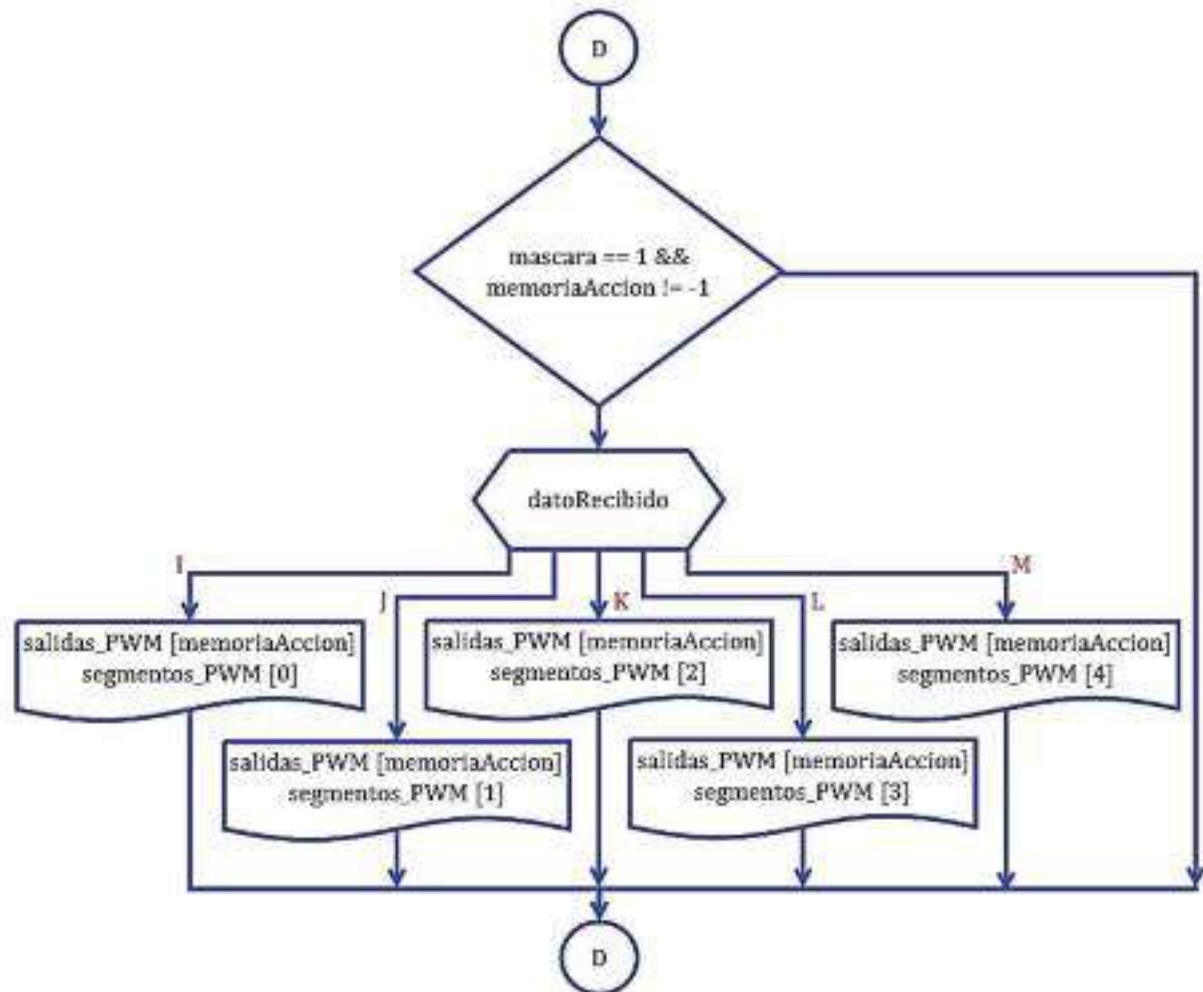 D
mascara == 1 &&
memoriaAccion != -1
datoRecibido
I
J
K
L
M
salidas_PWM [memoriaAccion]
segmentos_PWM [0]
salidas_PWM [memoriaAccion]
segmentos_PWM [2]
salidas_PWM [memoriaAccion]
segmentos_PWM [4]
salidas_PWM [memoriaAccion]
segmentos_PWM [1]
salidas_PWM [memoriaAccion]
segmentos_PWM [3]
D